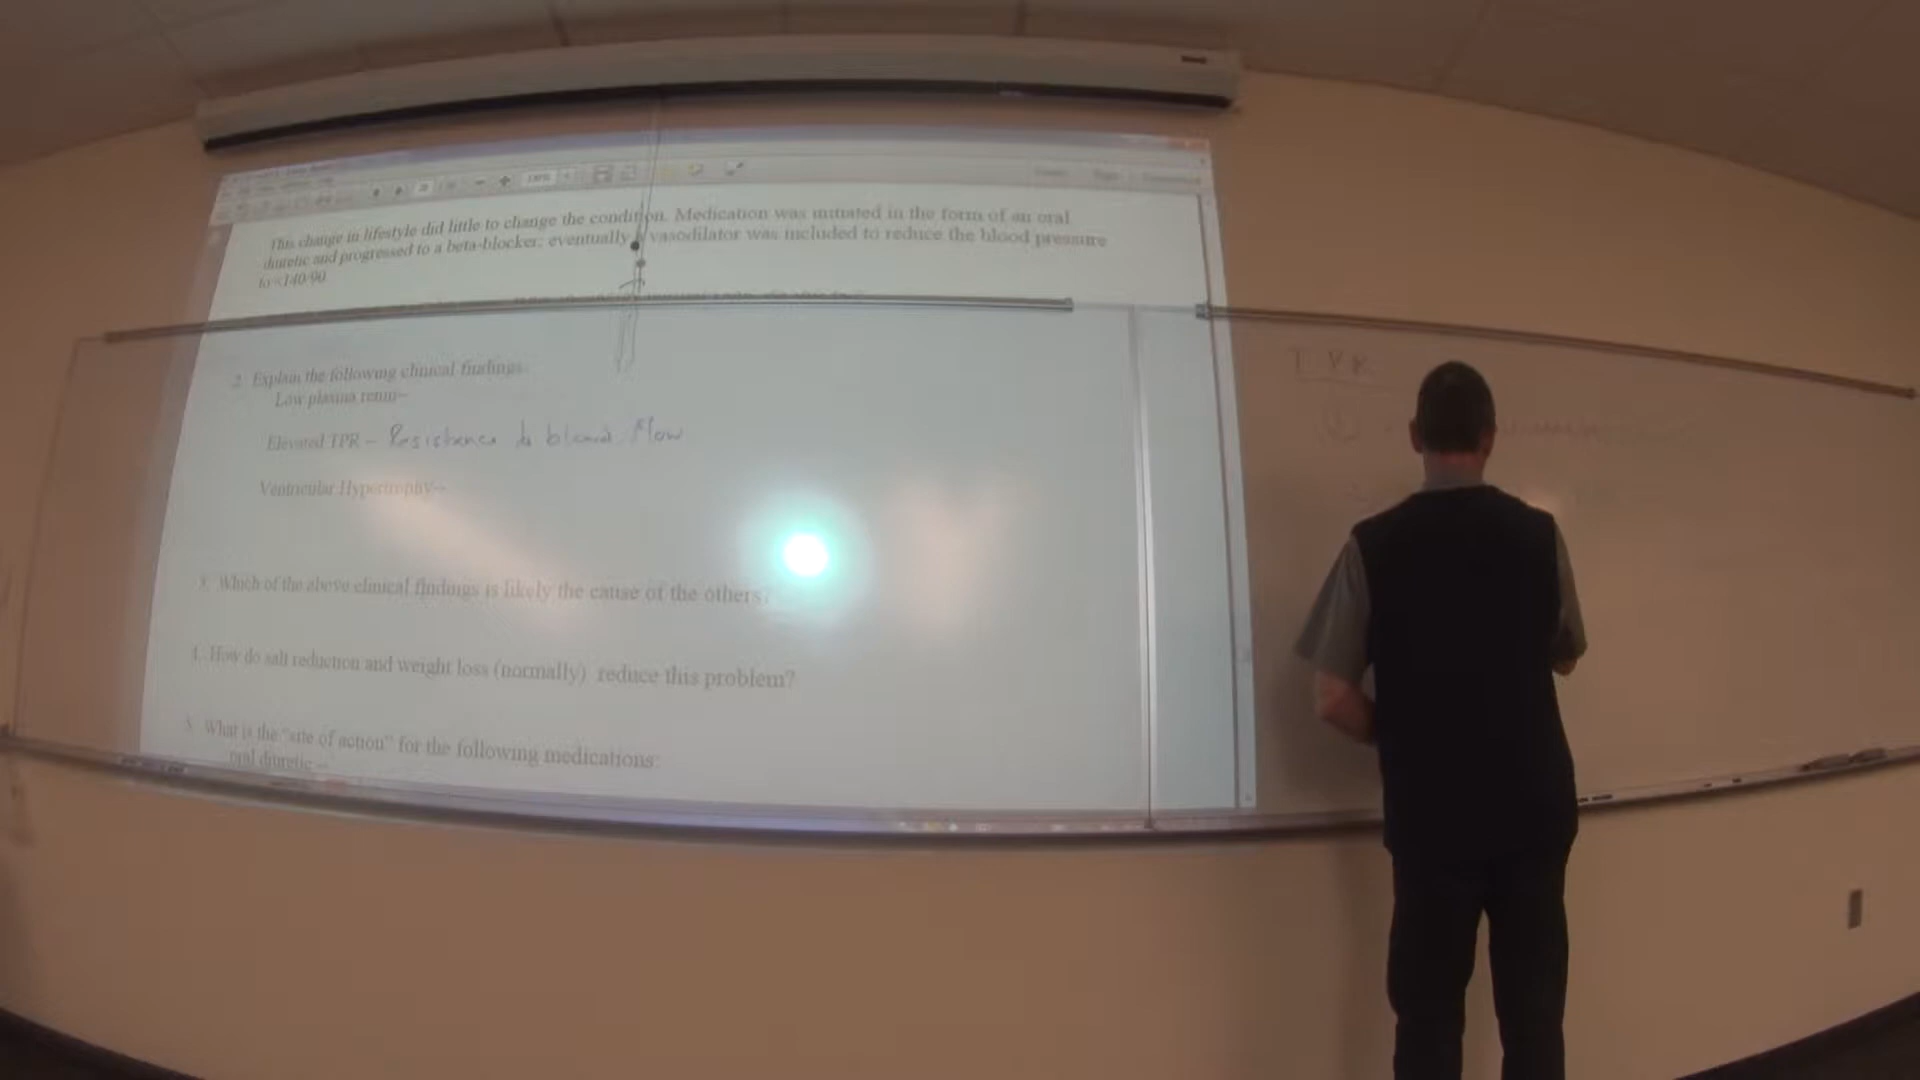 This change in lifestyle did little to change the condition. Medication was initiated in the form of an oral
diuretic and progressed to a beta-blocker; eventually vasodilator was included to reduce the blood pressure
to <140/90
2. Explain the following clinical findings:
Low plasma renin--
Elevated TPR – Resistance to blood flow
Ventricular Hypertrophy--
3. Which of the above clinical findings is likely the cause of the others?
4. How do salt reduction and weight loss (normally) reduce this problem?
5. What is the "site of action" for the following medications:
oral diuretic --
T P R